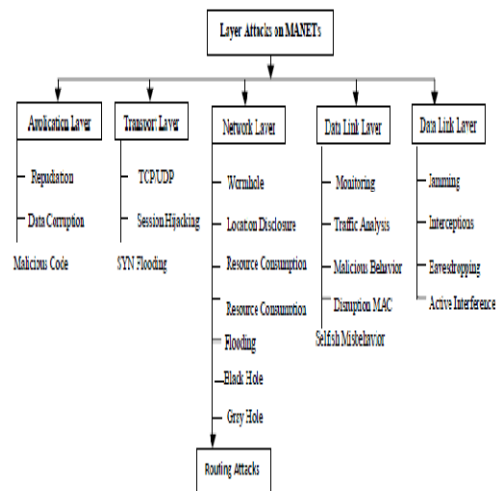 Layer Attacks on MANETs
Application Layer
Repudiation
Data Corruption
Malicious Code
Transport Layer
TCP/UDP
Session Hijacking
SYN Flooding
Network Layer
Wormhole
Location Disclosure
Resource Consumption
Resource Consumption
Flooding
Black Hole
Gray Hole
Routing Attacks
Data Link Layer
Monitoring
Traffic Analysis
Malicious Behavior
Disruption MAC
Selfish Misbehavior
Data Link Layer
Jamming
Interceptions
Eavesdropping
Active Interference